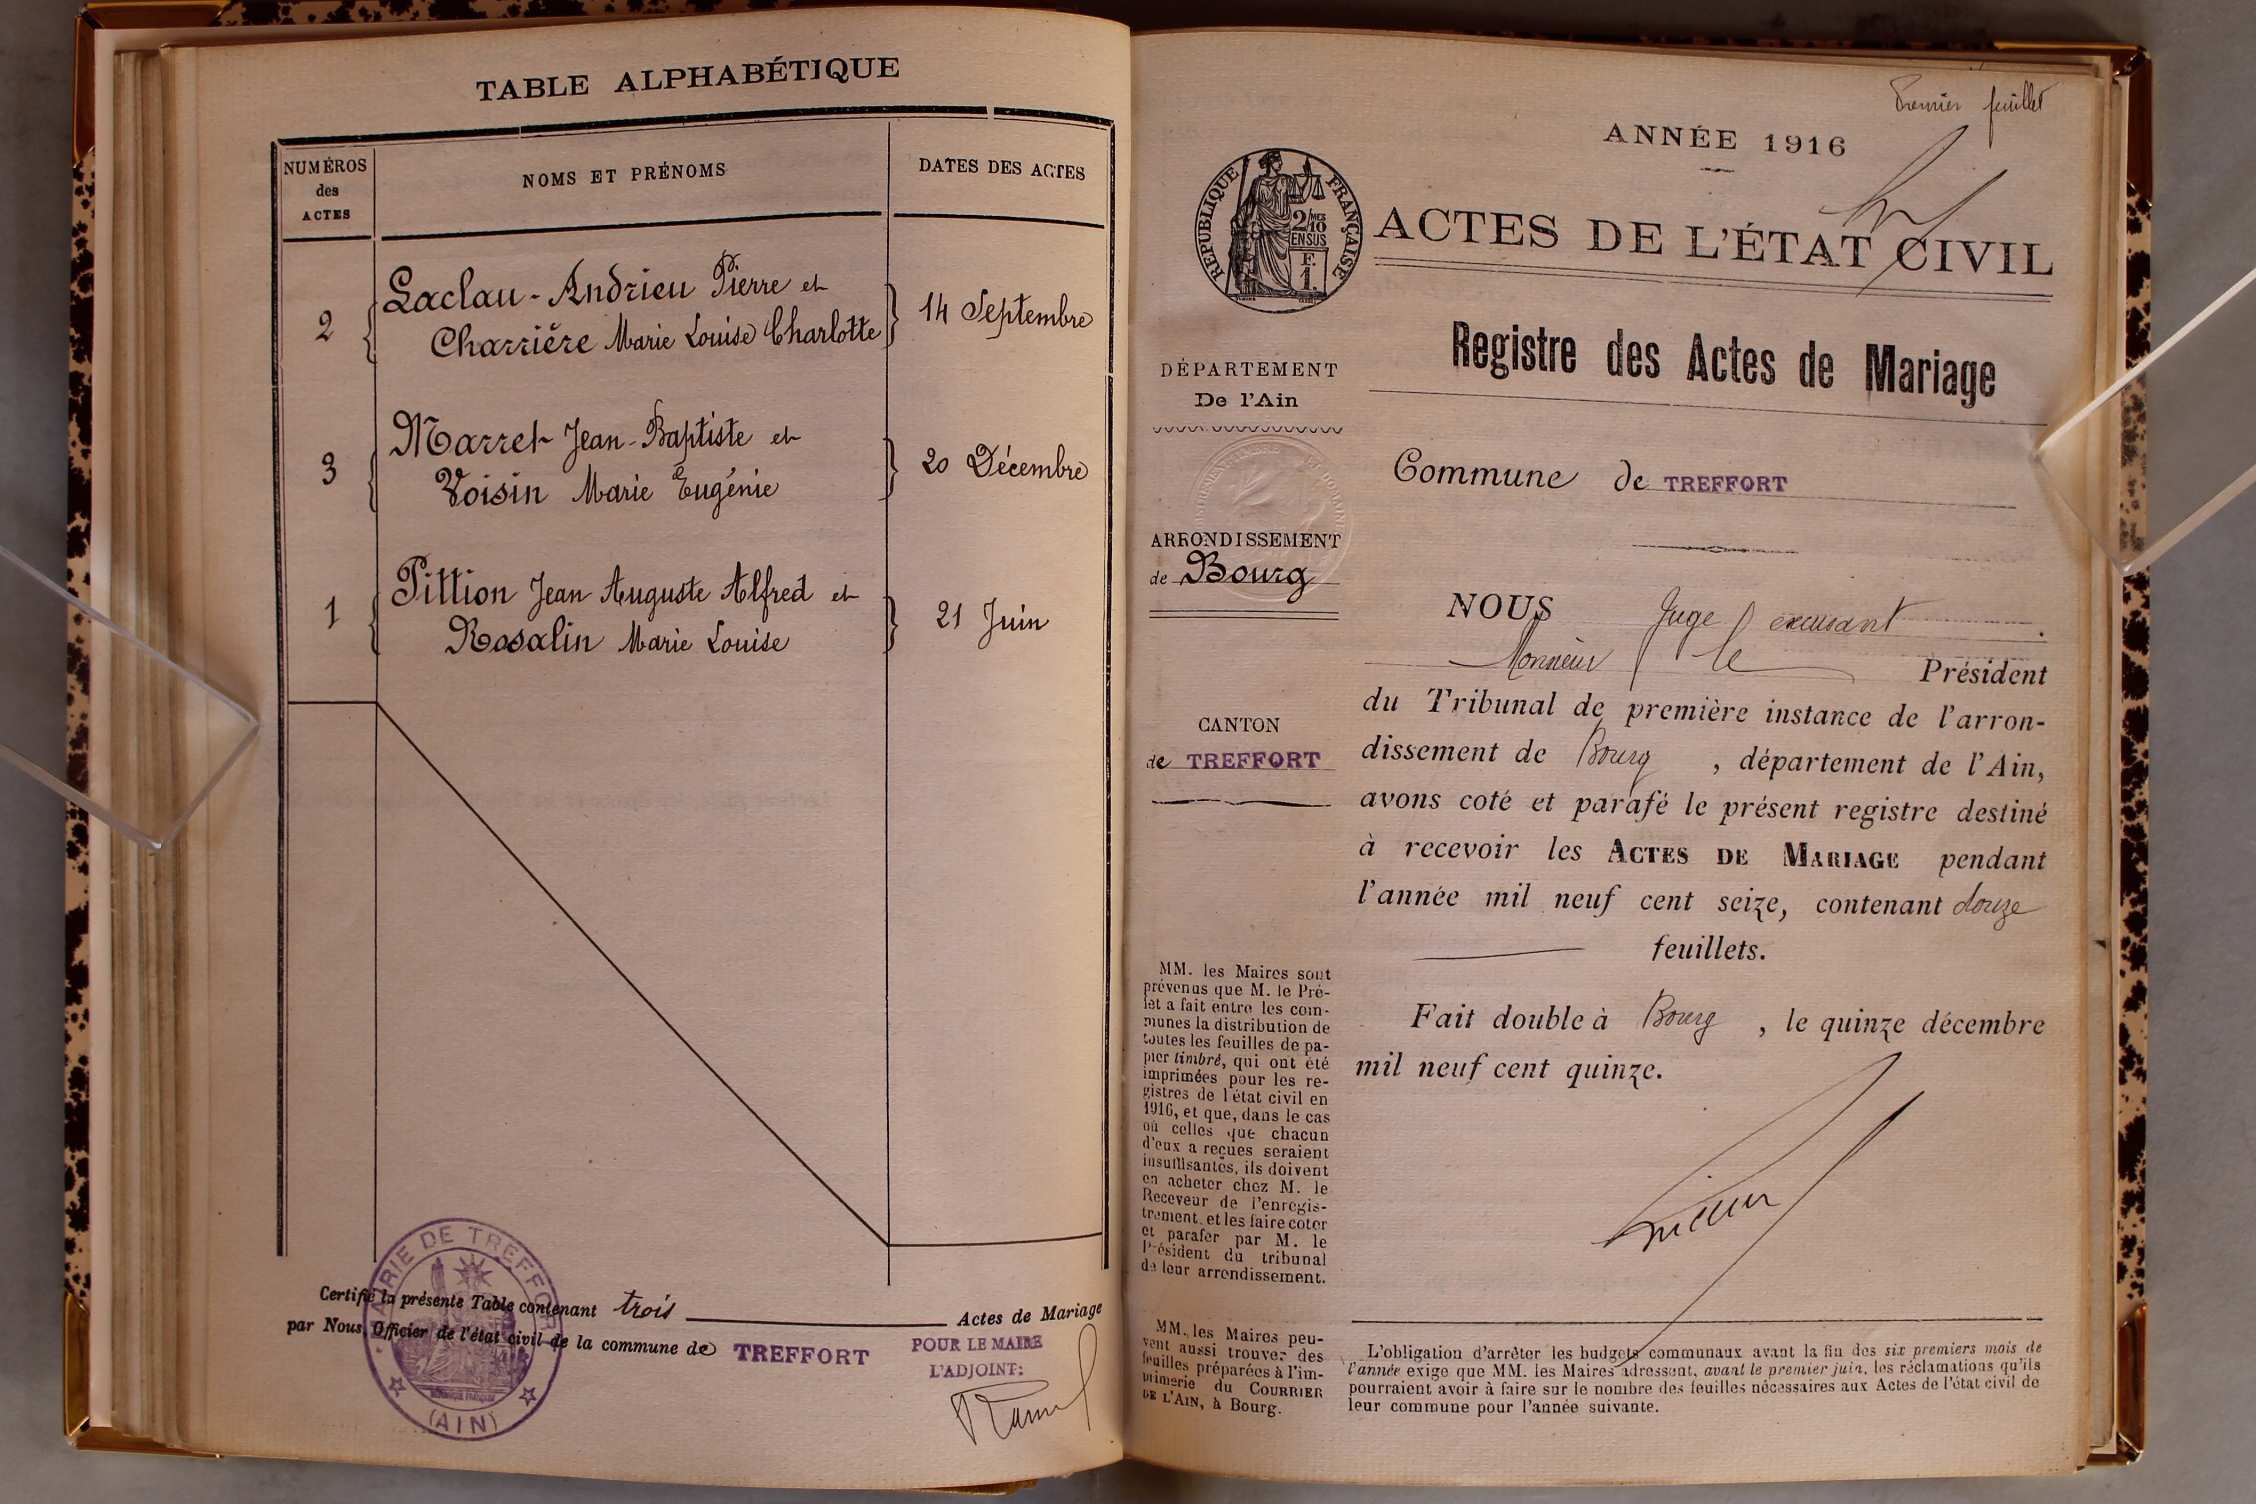 TABLE ALPHABÉTIQUE
NUMÉROS
des
ACTES
NOMS ET PRÉNOMS
DATES DES ACTES
2
Laclau-Andrieu Pierre et
Charrière Marie Louise Charlotte
14 Septembre
3
Marret Jean-Baptiste et
Voisin Marie Eugénie
20 Décembre
1
Pittion Jean Auguste Alfred et
Rosalin Marie Louise
21 Juin
Certifié la présente Table contenant trois Actes de Mariage
par Nous, Officier de l'état civil de la commune de TREFFORT
POUR LE MAIRE
L'ADJOINT:
MAIRIE DE TREFFORT
RÉPUBLIQUE FRANÇAISE
(AIN)
Premier feuillet
ANNÉE 1916
RÉPUBLIQUE FRANÇAISE
2/10 MES
EN SUS
F.
1.
ACTES DE L'ÉTAT CIVIL
Registre des Actes de Mariage
DÉPARTEMENT
De l'Ain
Commune de TREFFORT
ARRONDISSEMENT
de Bourg
CANTON
de TREFFORT
NOUS Juge excusant
Monsieur le Président
du Tribunal de première instance de l'arron-
dissement de Bourg, département de l'Ain,
avons coté et parafé le présent registre destiné
à recevoir les ACTES DE MARIAGE pendant
l'année mil neuf cent seize, contenant douze
feuillets.
Fait double à Bourg, le quinze décembre
mil neuf cent quinze.
MM. les Maires sont
prévenus que M. le Pré-
fet a fait entre les com-
munes la distribution de
toutes les feuilles de pa-
pier timbré, qui ont été
imprimées pour les re-
gistres de l'état civil en
1916, et que, dans le cas
où celles que chacun
d'eux a reçues seraient
insuffisantes, ils doivent
en acheter chez M. le
Receveur de l'enregis-
trement, et les faire coter
et parafer par M. le
Président du tribunal
de leur arrondissement.
MM. les Maires peu-
vent aussi trouver des
feuilles préparées à l'im-
primerie du COURRIER
DE L'AIN, à Bourg.
L'obligation d'arrêter les budgets communaux avant la fin des six premiers mois de
l'année exige que MM. les Maires adressent, avant le premier juin, les réclamations qu'ils
pourraient avoir à faire sur le nombre des feuilles nécessaires aux Actes de l'état civil de
leur commune pour l'année suivante.